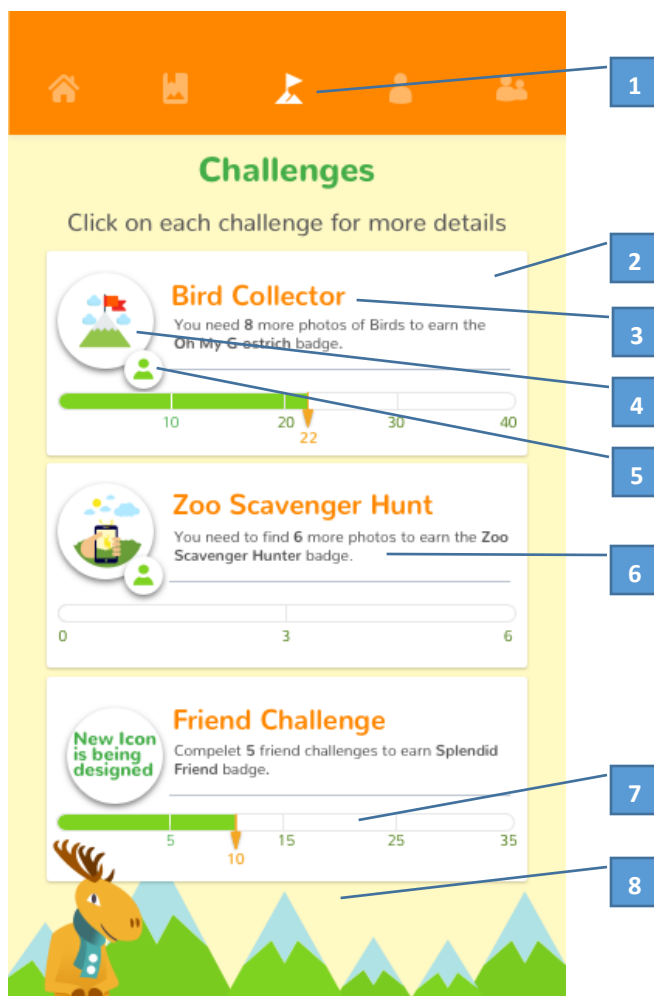 1
Challenges
Click on each challenge for more details
2
Bird Collector
3
You need 8 more photos of Birds to earn the
Oh My G-ostrich badge.
4
10 20 30 40
22
5
Zoo Scavenger Hunt
You need to find 6 more photos to earn the Zoo
Scavenger Hunter badge.
6
0 3 6
Friend Challenge
New Icon
is being
designed
Compelet 5 friend challenges to earn Splendid
Friend badge.
7
5 15 25 35
10
8